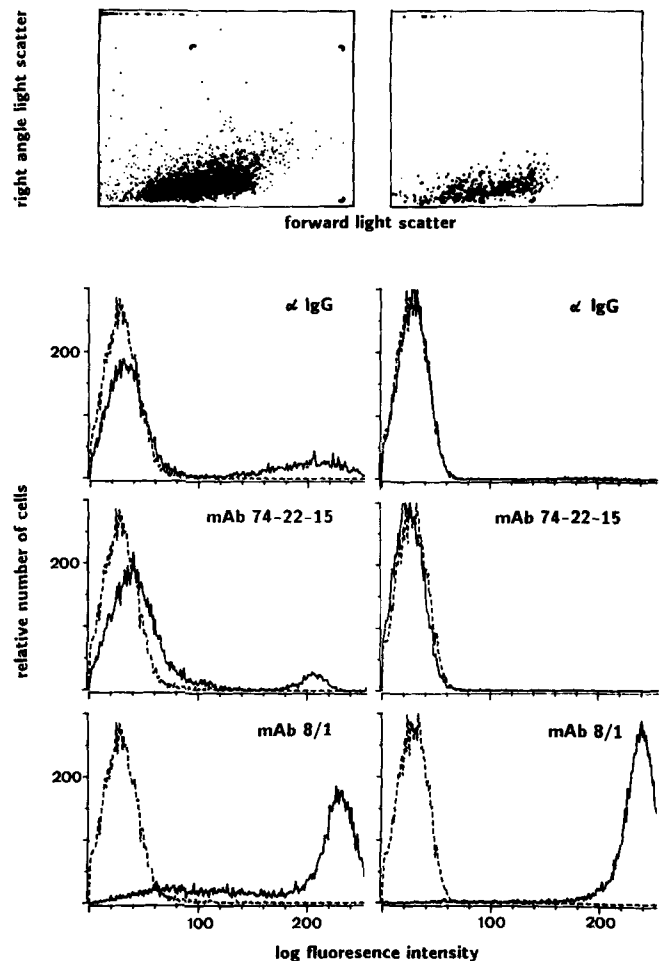 right angle light scatter
forward light scatter
α IgG
α IgG
200
mAb 74-22-15
mAb 74-22-15
200
relative number of cells
mAb 8/1
mAb 8/1
200
100
200
100
200
log fluoresence intensity